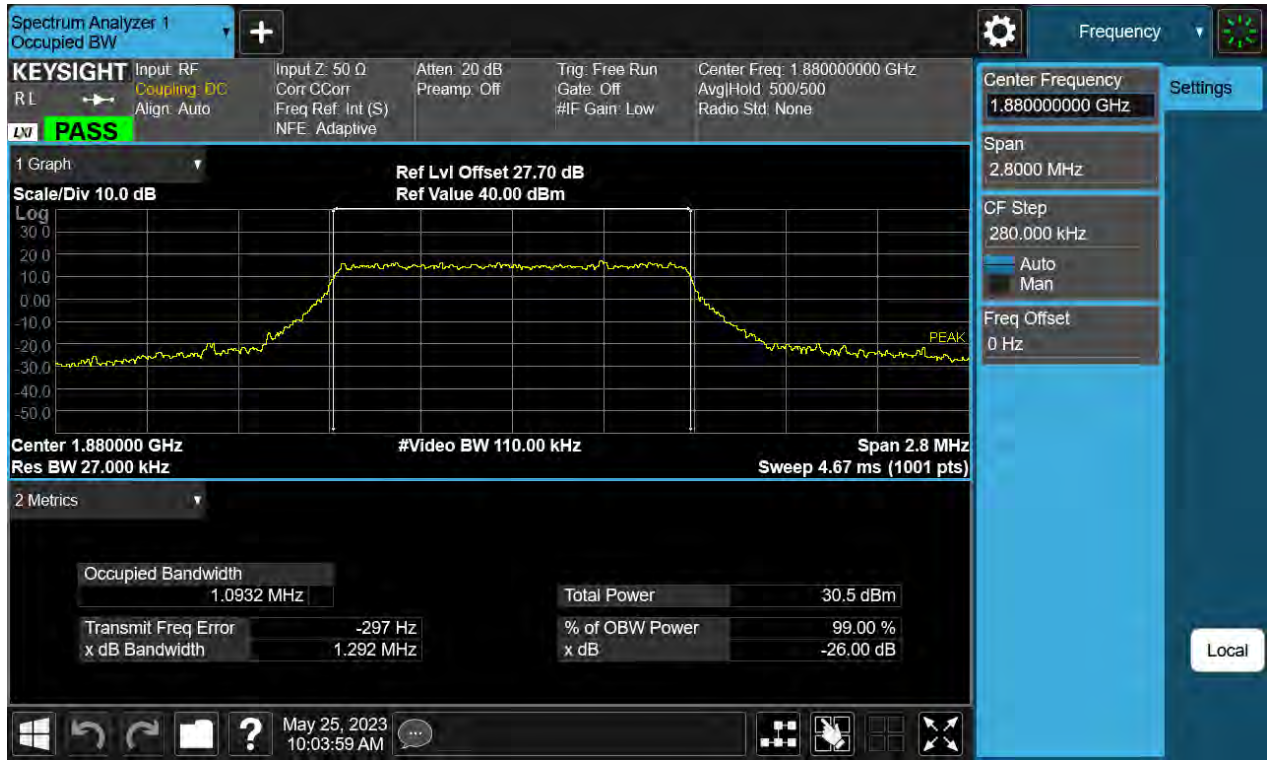 Spectrum Analyzer 1
Occupied BW
Frequency
KEYSIGHT
RL
LXI
PASS
Input: RF
Coupling: DC
Align: Auto
Input Z: 50 Ω
Corr CCorr
Freq Ref: Int (S)
NFE: Adaptive
Atten: 20 dB
Preamp: Off
Trig: Free Run
Gate: Off
#IF Gain: Low
Center Freq: 1.880000000 GHz
Avg|Hold: 500/500
Radio Std: None
Center Frequency
1.880000000 GHz
Settings
Span
2.8000 MHz
CF Step
280.000 kHz
Auto
Man
Freq Offset
0 Hz
1 Graph
Scale/Div 10.0 dB
Ref Lvl Offset 27.70 dB
Ref Value 40.00 dBm
Log
30.0
20.0
10.0
0.00
-10.0
-20.0
-30.0
-40.0
-50.0
PEAK
Center 1.880000 GHz
#Video BW 110.00 kHz
Span 2.8 MHz
Res BW 27.000 kHz
Sweep 4.67 ms (1001 pts)
2 Metrics
Occupied Bandwidth
1.0932 MHz
Total Power 30.5 dBm
Transmit Freq Error -297 Hz
% of OBW Power 99.00 %
x dB Bandwidth 1.292 MHz
x dB -26.00 dB
Local
?
May 25, 2023
10:03:59 AM